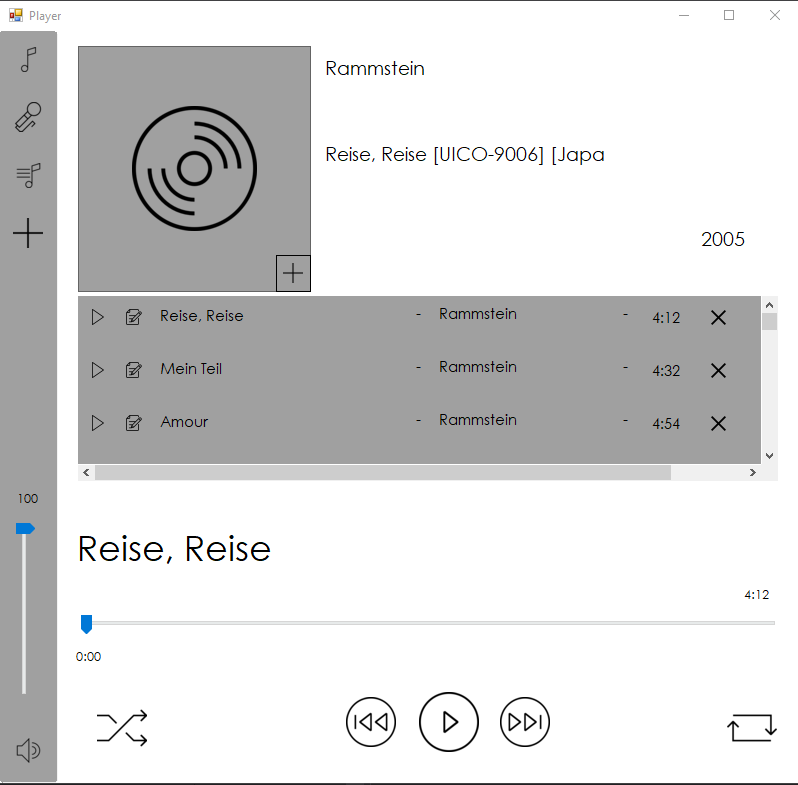 Player
Rammstein
Reise, Reise [UICO-9006] [Japa
2005
Reise, Reise - Rammstein - 4:12
Mein Teil - Rammstein - 4:32
Amour - Rammstein - 4:54
100
Reise, Reise
4:12
0:00